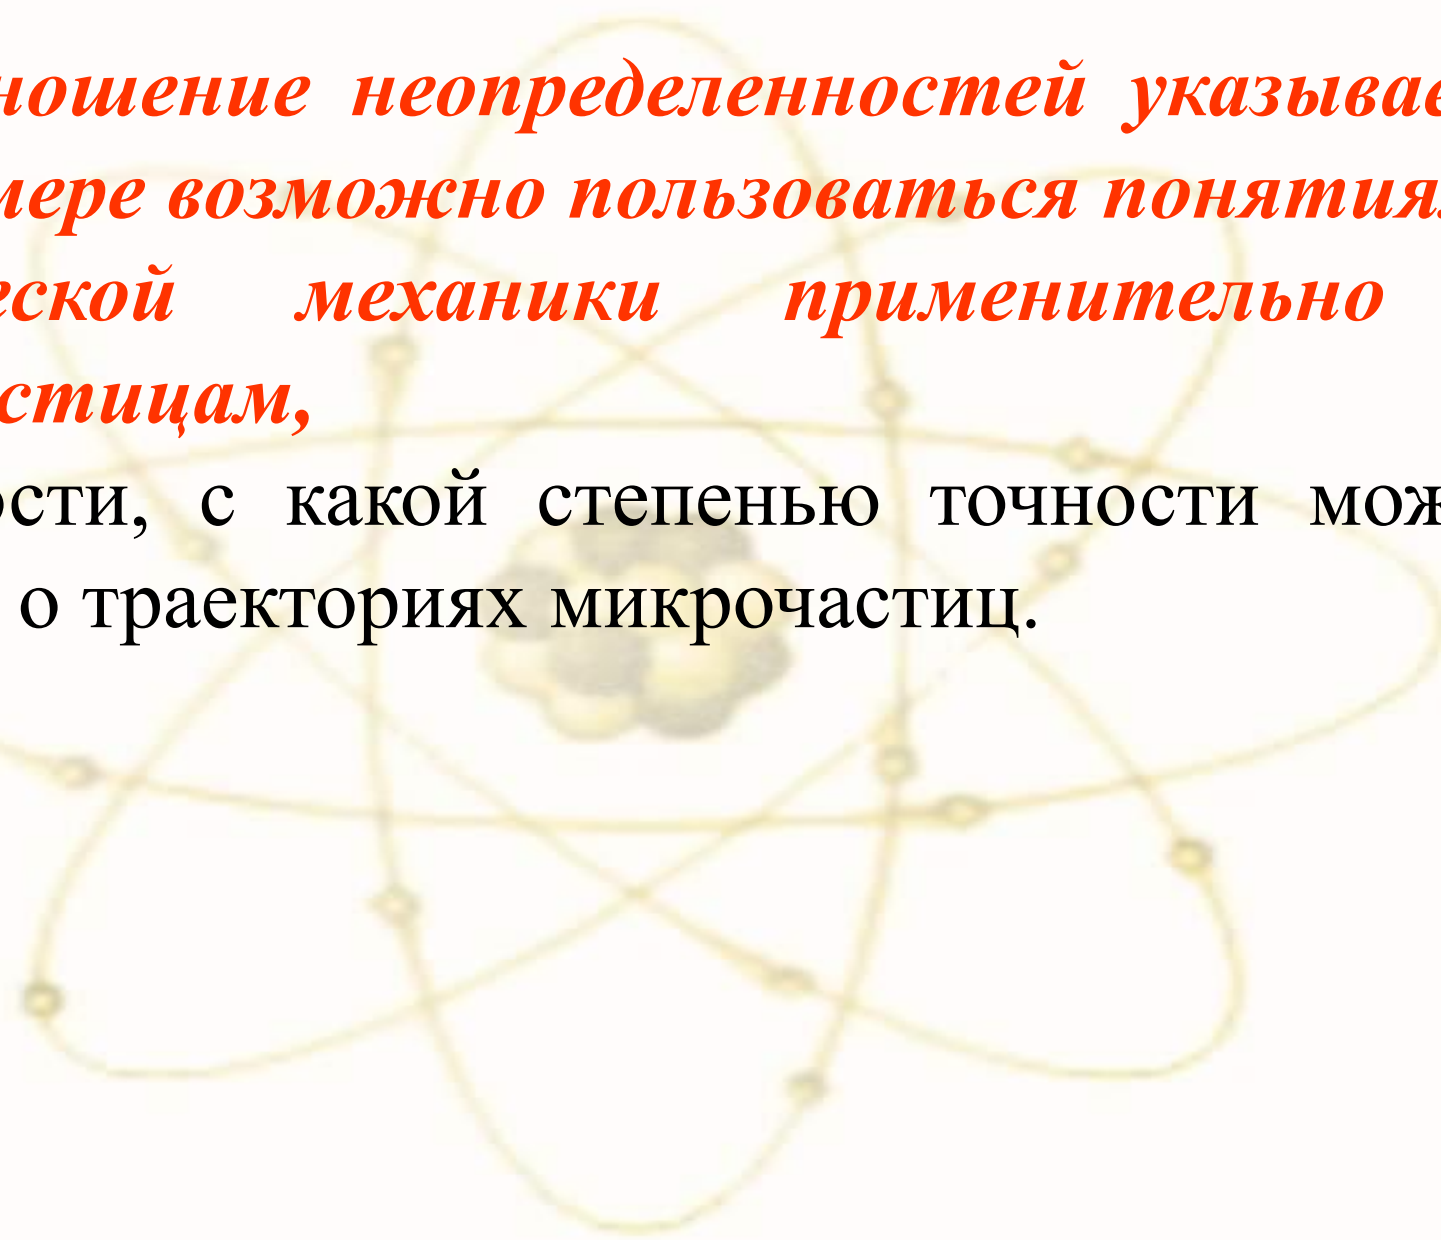 ношение неопределенностей указывае
мере возможно пользоваться понятия
еской механики применительно
стицам,
ости, с какой степенью точности мож
о траекториях микрочастиц.